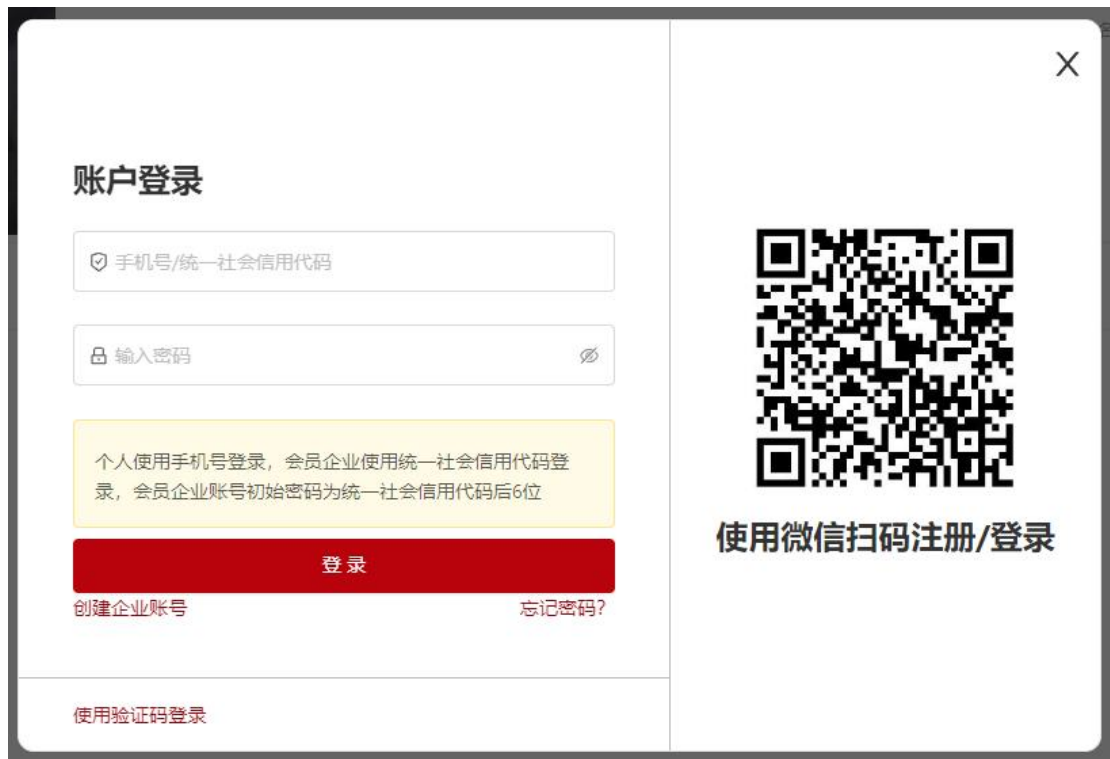 账户登录
手机号/统一社会信用代码
输入密码
个人使用手机号登录，会员企业使用统一社会信用代码登
录，会员企业账号初始密码为统一社会信用代码后6位
登 录
创建企业账号
忘记密码？
使用验证码登录
X
使用微信扫码注册/登录